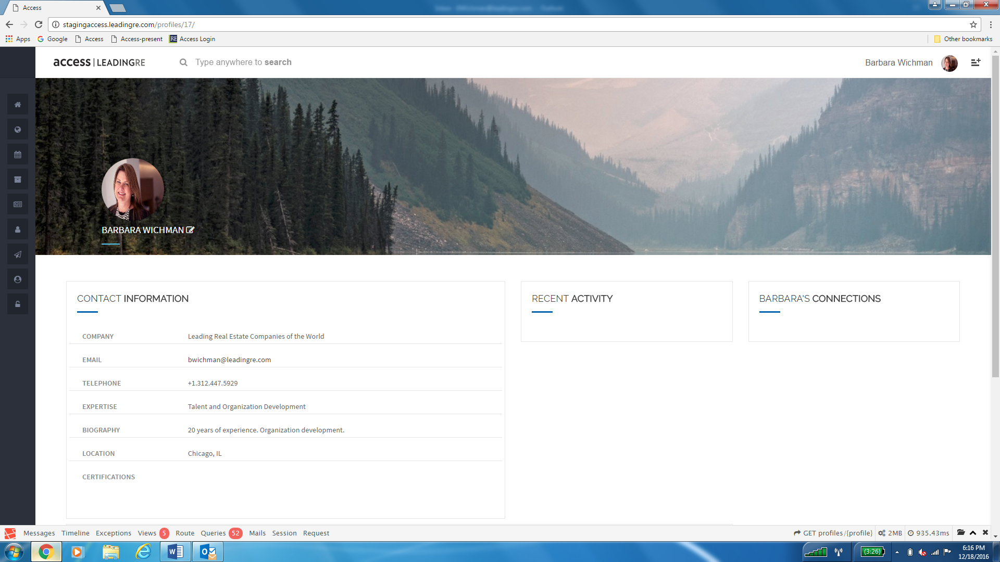 Access
stagingaccess.leadingre.com/profiles/17/
Apps Google Access Access-present RE Access Login Other bookmarks
access | LEADINGRE Type anywhere to search Barbara Wichman
BARBARA WICHMAN
CONTACT INFORMATION
COMPANY Leading Real Estate Companies of the World
EMAIL bwichman@leadingre.com
TELEPHONE +1.312.447.5929
EXPERTISE Talent and Organization Development
BIOGRAPHY 20 years of experience. Organization development.
LOCATION Chicago, IL
CERTIFICATIONS
RECENT ACTIVITY
BARBARA'S CONNECTIONS
Messages Timeline Exceptions Views 5 Route Queries 52 Mails Session Request GET profiles/{profile} 2MB 935.43ms
(3:26) 6:16 PM
12/18/2016